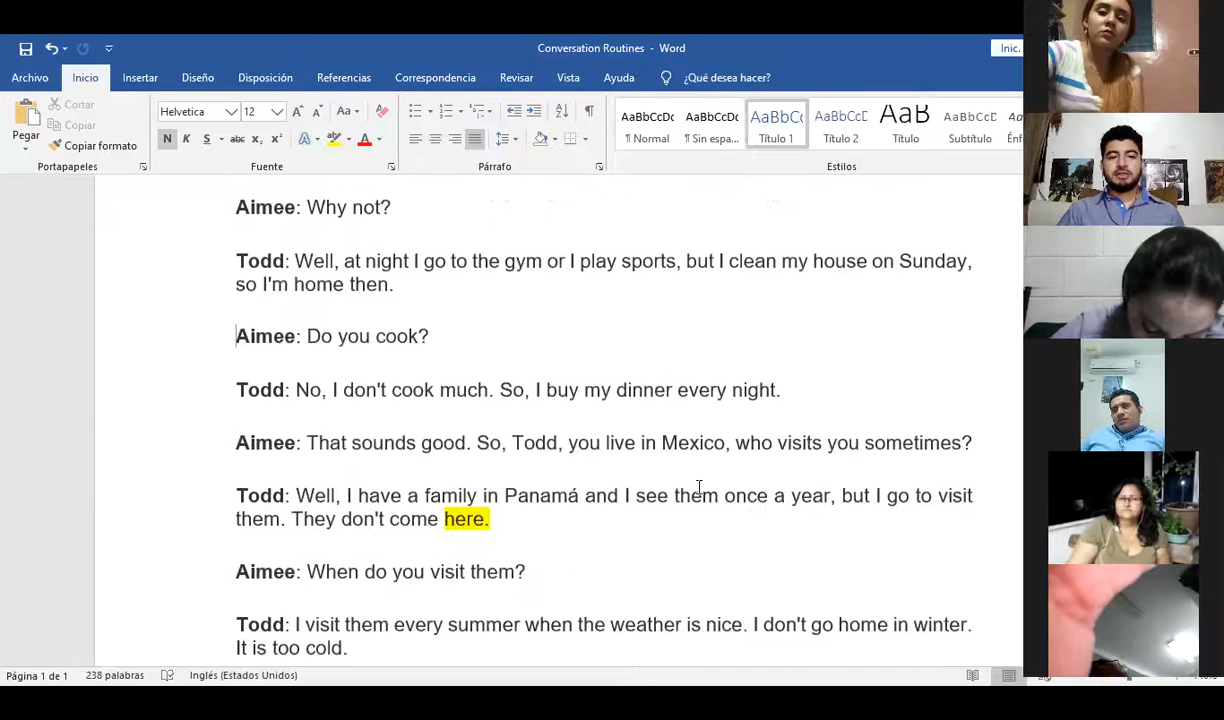 Conversation Routines - Word
Inic.
Archivo Inicio Insertar Diseño Disposición Referencias Correspondencia Revisar Vista Ayuda ¿Qué desea hacer?
Pegar
Cortar
Copiar
Copiar formato
Portapapeles
Helvetica 12
Aa
N K S abc x₂ x²
A A
Fuente
Párrafo
AaBbCcDc AaBbCcDc AaBbCc AaBbCcC AaB AaBbCcD
¶ Normal ¶ Sin espa... Título 1 Título 2 Título Subtítulo
Estilos
Aimee: Why not?
Todd: Well, at night I go to the gym or I play sports, but I clean my house on Sunday,
so I'm home then.
Aimee: Do you cook?
Todd: No, I don't cook much. So, I buy my dinner every night.
Aimee: That sounds good. So, Todd, you live in Mexico, who visits you sometimes?
Todd: Well, I have a family in Panamá and I see them once a year, but I go to visit
them. They don't come here.
Aimee: When do you visit them?
Todd: I visit them every summer when the weather is nice. I don't go home in winter.
It is too cold.
Página 1 de 1 238 palabras Inglés (Estados Unidos)